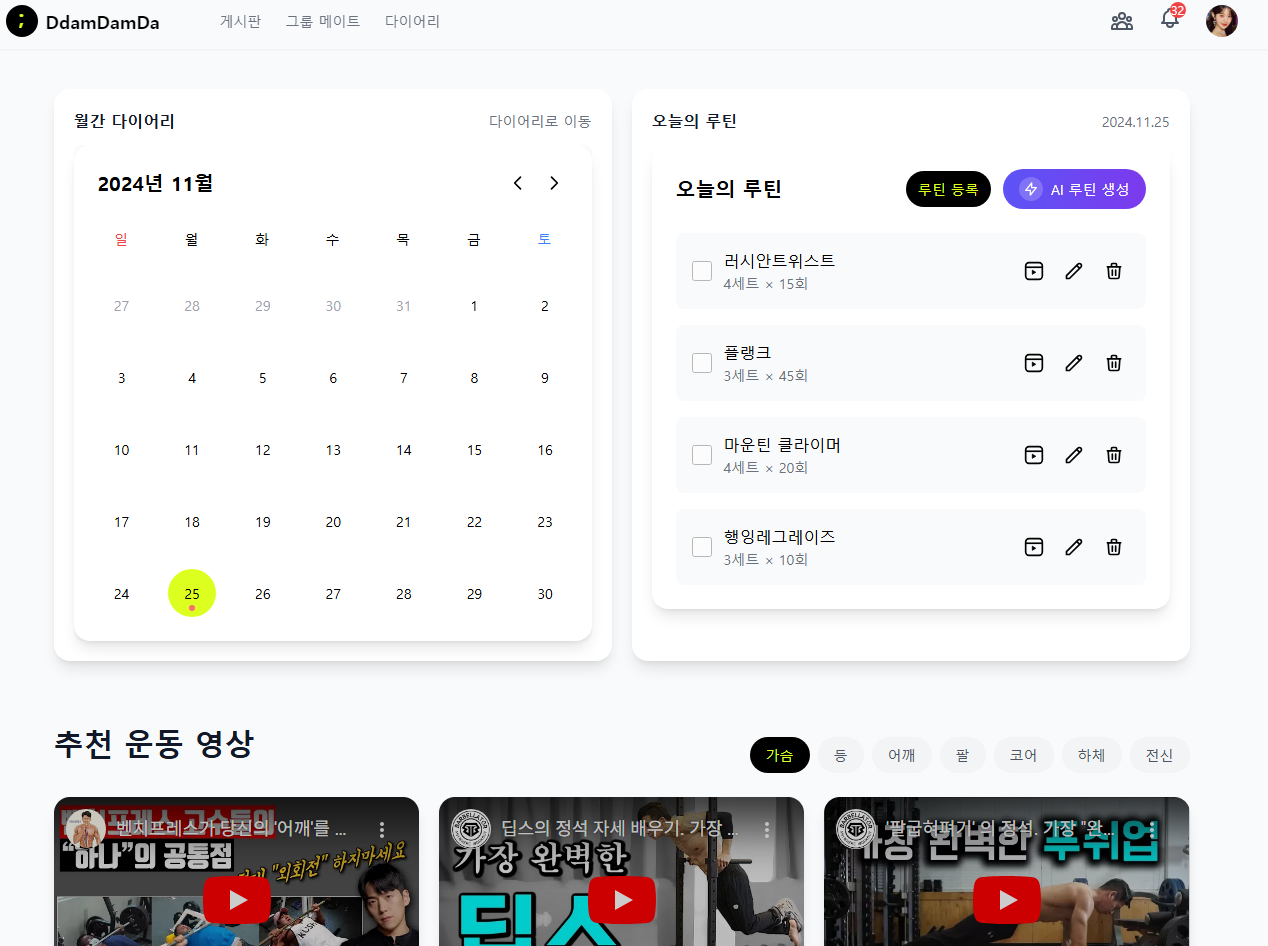 DdamDamDa
게시판 그룹 메이트 다이어리
32
월간 다이어리
다이어리로 이동
2024년 11월
일 월 화 수 목 금 토
27 28 29 30 31 1 2
3 4 5 6 7 8 9
10 11 12 13 14 15 16
17 18 19 20 21 22 23
24 25 26 27 28 29 30
오늘의 루틴
2024.11.25
오늘의 루틴
루틴 등록
AI 루틴 생성
러시안트위스트
4세트 × 15회
플랭크
3세트 × 45회
마운틴 클라이머
4세트 × 20회
행잉레그레이즈
3세트 × 10회
추천 운동 영상
가슴 등 어깨 팔 코어 하체 전신
벤치프레스가 당신의 '어깨'를 ...
"하나"의 공통점
"외회전" 하지마세요
딥스의 정석 자세 배우기. 가장 ...
가장 완벽한
딥스
'팔굽혀펴기' 의 정석. 가장 "완...
가장 완벽한 푸쉬업